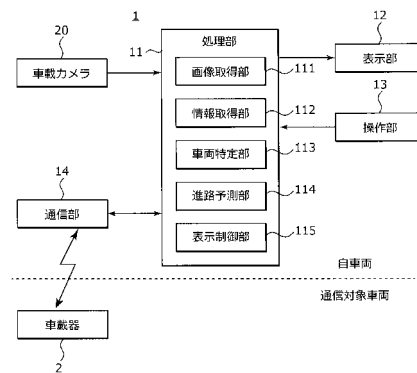 1
20
車載カメラ
11
処理部
画像取得部
111
情報取得部
112
車両特定部
113
進路予測部
114
表示制御部
115
12
表示部
13
操作部
14
通信部
自車両
通信対象車両
車載器
2